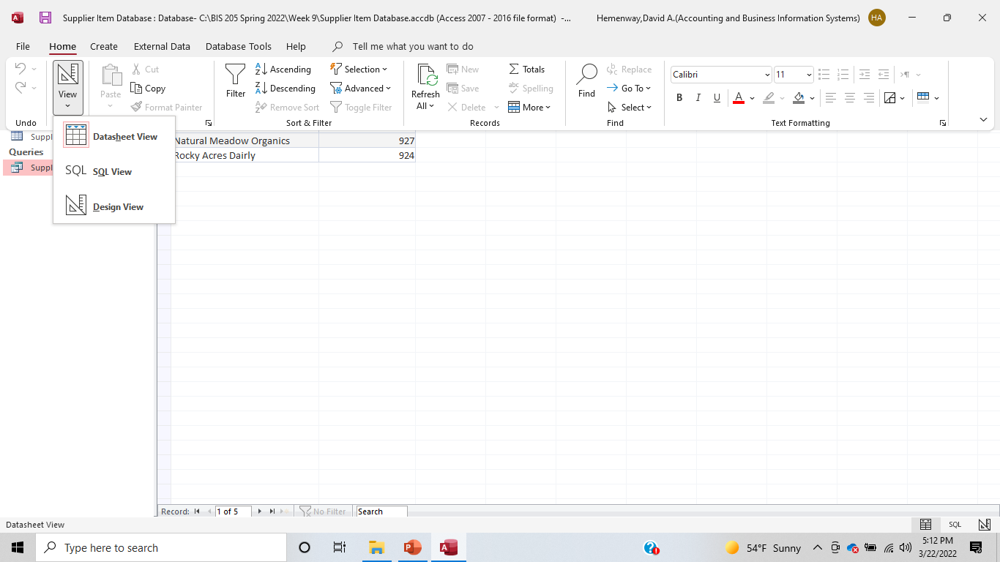 Supplier Item Database : Database- C:\BIS 205 Spring 2022\Week 9\Supplier Item Database.accdb (Access 2007 - 2016 file format) -... Hemenway,David A.(Accounting and Business Information Systems) HA
File Home Create External Data Database Tools Help Tell me what you want to do
View Paste Cut Copy Format Painter
Filter Ascending Descending Remove Sort Selection Advanced Toggle Filter
Refresh All New Save Delete Totals Spelling More
Find Replace Go To Select
Calibri 11
B I U A
Undo Sort & Filter Records Find Text Formatting
Datasheet View
SQL SQL View
Design View
Suppl
Queries
Suppl
Natural Meadow Organics 927
Rocky Acres Dairly 924
Record: 1 of 5 No Filter Search
Datasheet View SQL
Type here to search 54°F Sunny 5:12 PM
3/22/2022